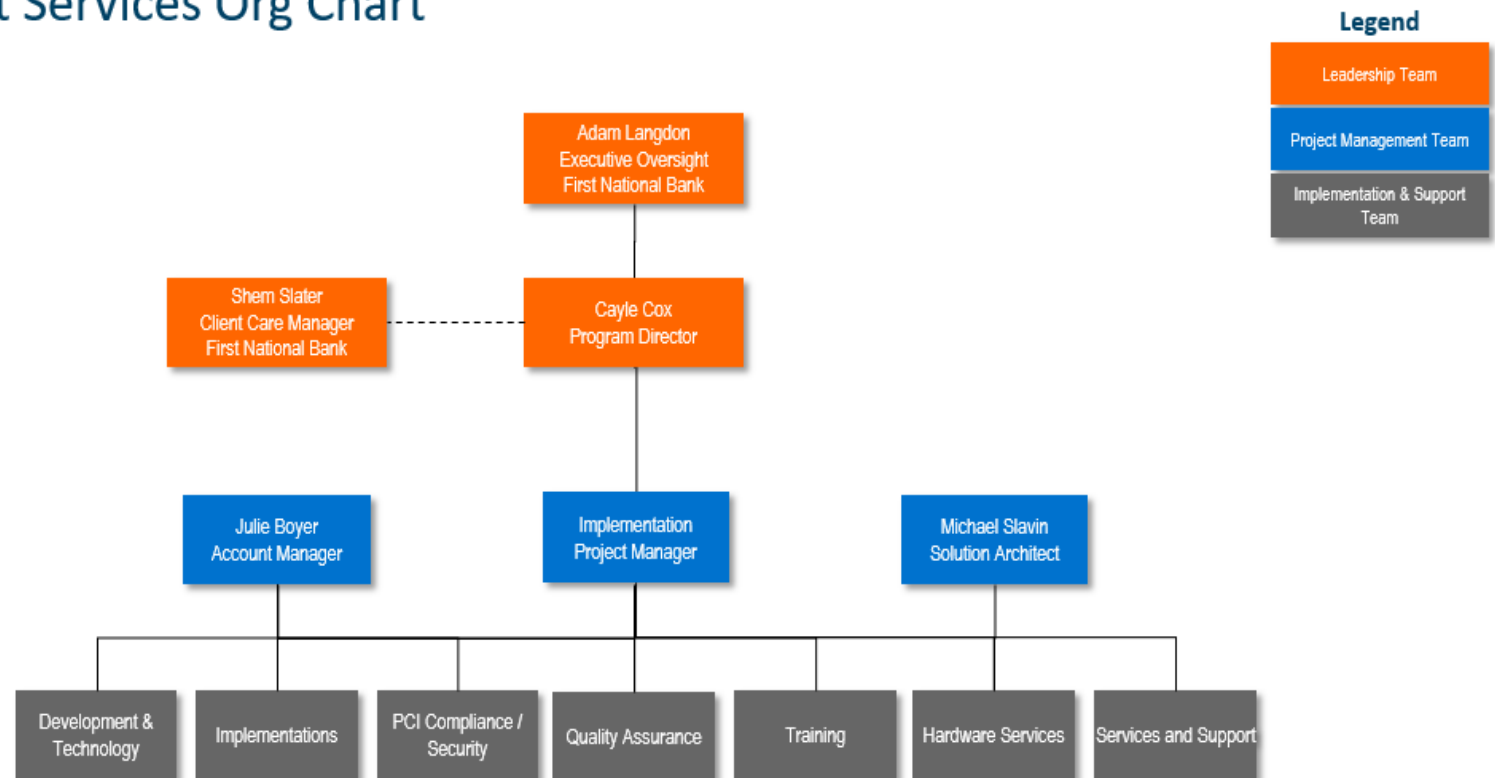 t Services Org Chart
Legend
Leadership Team
Project Management Team
Implementation & Support
Team
Adam Langdon
Executive Oversight
First National Bank
Shem Slater
Client Care Manager
First National Bank
Cayle Cox
Program Director
Julie Boyer
Account Manager
Implementation
Project Manager
Michael Slavin
Solution Architect
Development &
Technology
Implementations
PCI Compliance /
Security
Quality Assurance
Training
Hardware Services
Services and Support